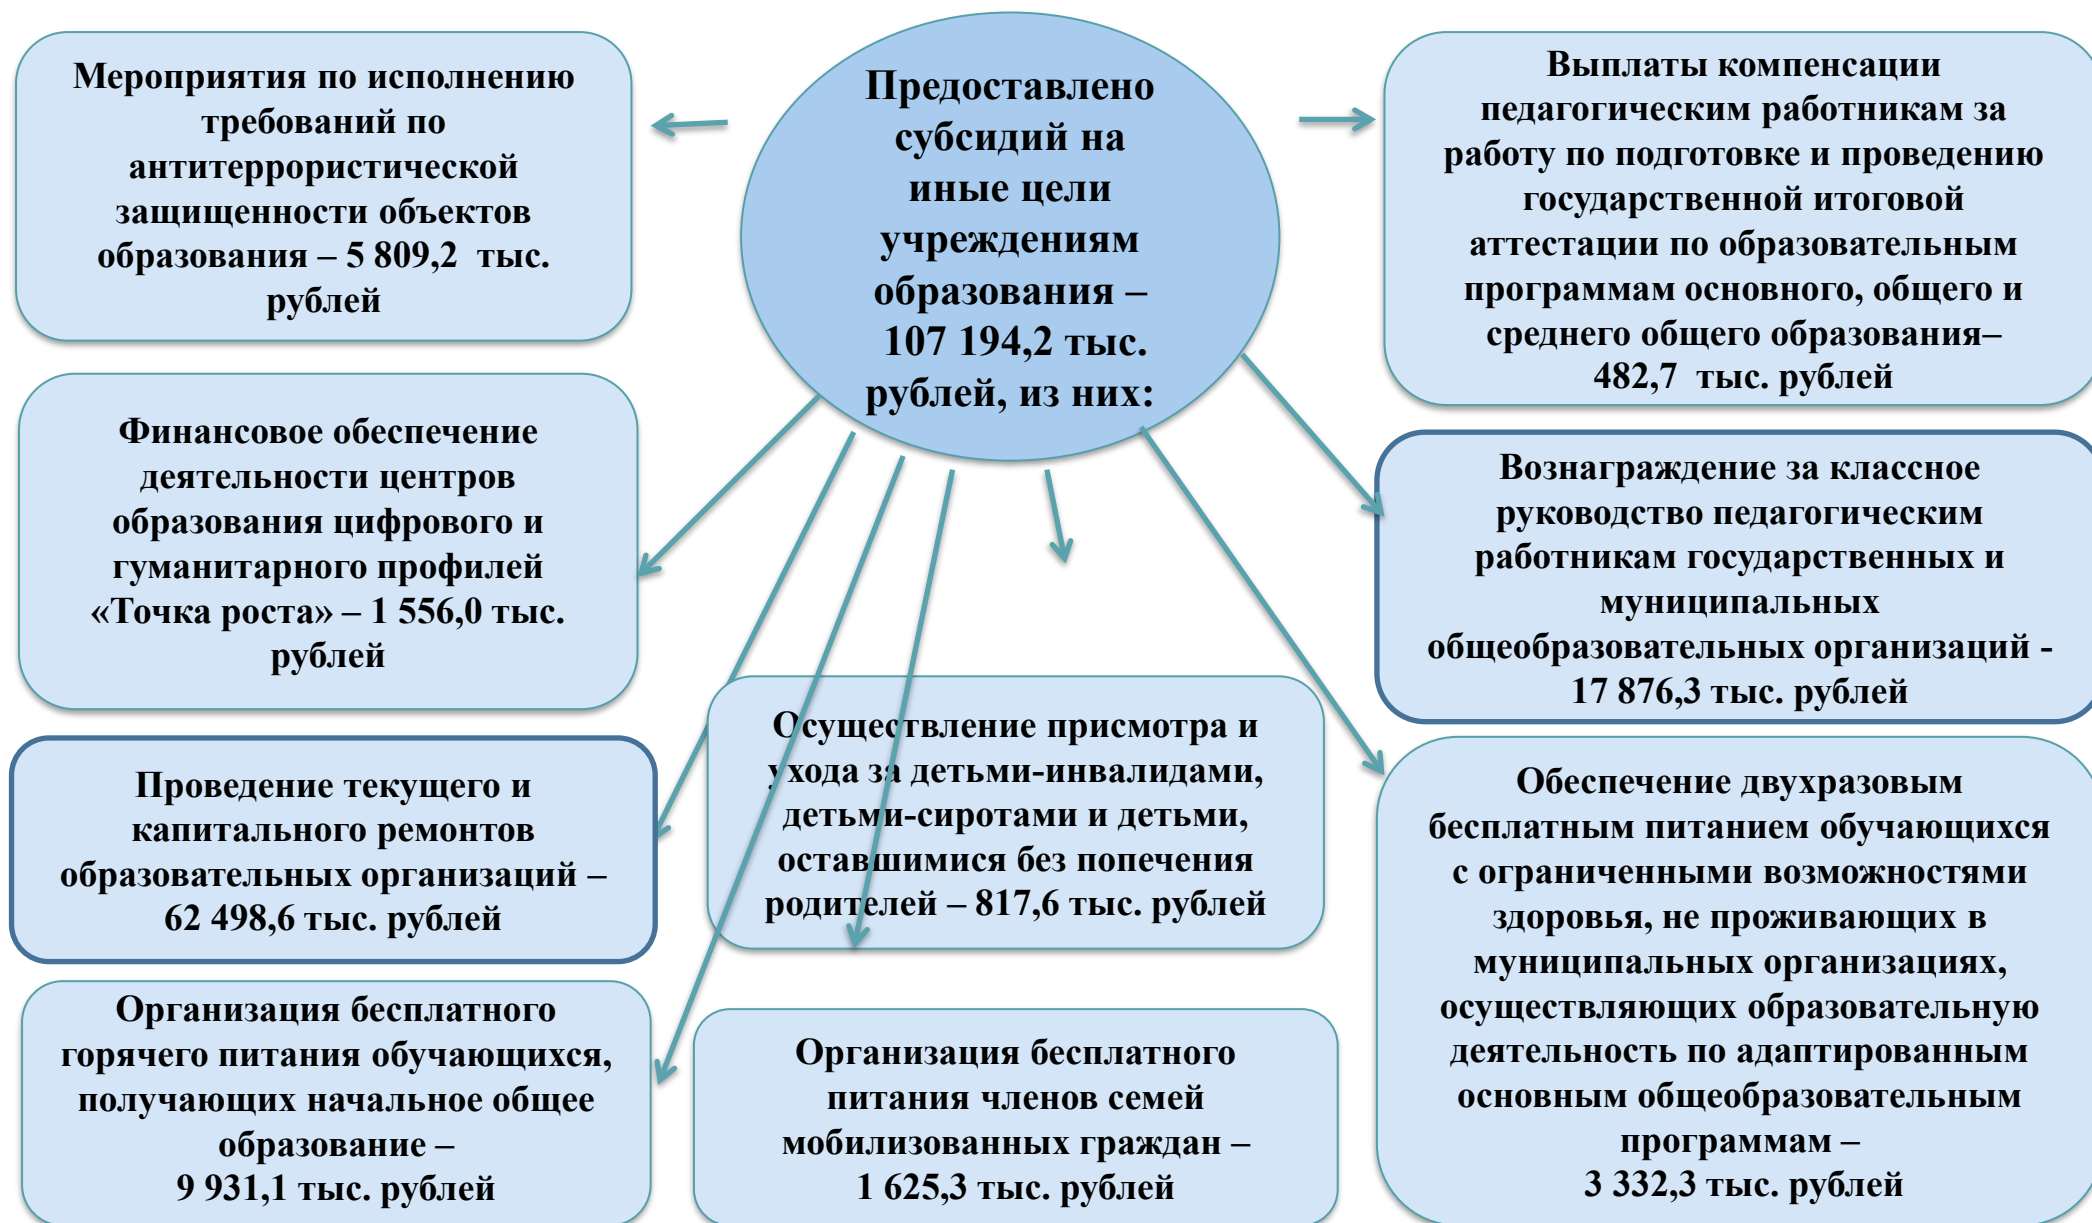 Мероприятия по исполнению
требований по
антитеррористической
защищенности объектов
образования – 5 809,2  тыс.
рублей
Предоставлено
субсидий на
иные цели
учреждениям
образования –
107 194,2 тыс.
рублей, из них:
Выплаты компенсации
педагогическим работникам за
работу по подготовке и проведению
государственной итоговой
аттестации по образовательным
программам основного, общего и
среднего общего образования–
482,7  тыс. рублей
Финансовое обеспечение
деятельности центров
образования цифрового и
гуманитарного профилей
«Точка роста» – 1 556,0 тыс.
рублей
Вознаграждение за классное
руководство педагогическим
работникам государственных и
муниципальных
общеобразовательных организаций -
17 876,3 тыс. рублей
Проведение текущего и
капитального ремонтов
образовательных организаций –
62 498,6 тыс. рублей
Осуществление присмотра и
ухода за детьми-инвалидами,
детьми-сиротами и детьми,
оставшимися без попечения
родителей – 817,6 тыс. рублей
Обеспечение двухразовым
бесплатным питанием обучающихся
с ограниченными возможностями
здоровья, не проживающих в
муниципальных организациях,
осуществляющих образовательную
деятельность по адаптированным
основным общеобразовательным
программам –
3 332,3 тыс. рублей
Организация бесплатного
горячего питания обучающихся,
получающих начальное общее
образование –
9 931,1 тыс. рублей
Организация бесплатного
питания членов семей
мобилизованных граждан –
1 625,3 тыс. рублей